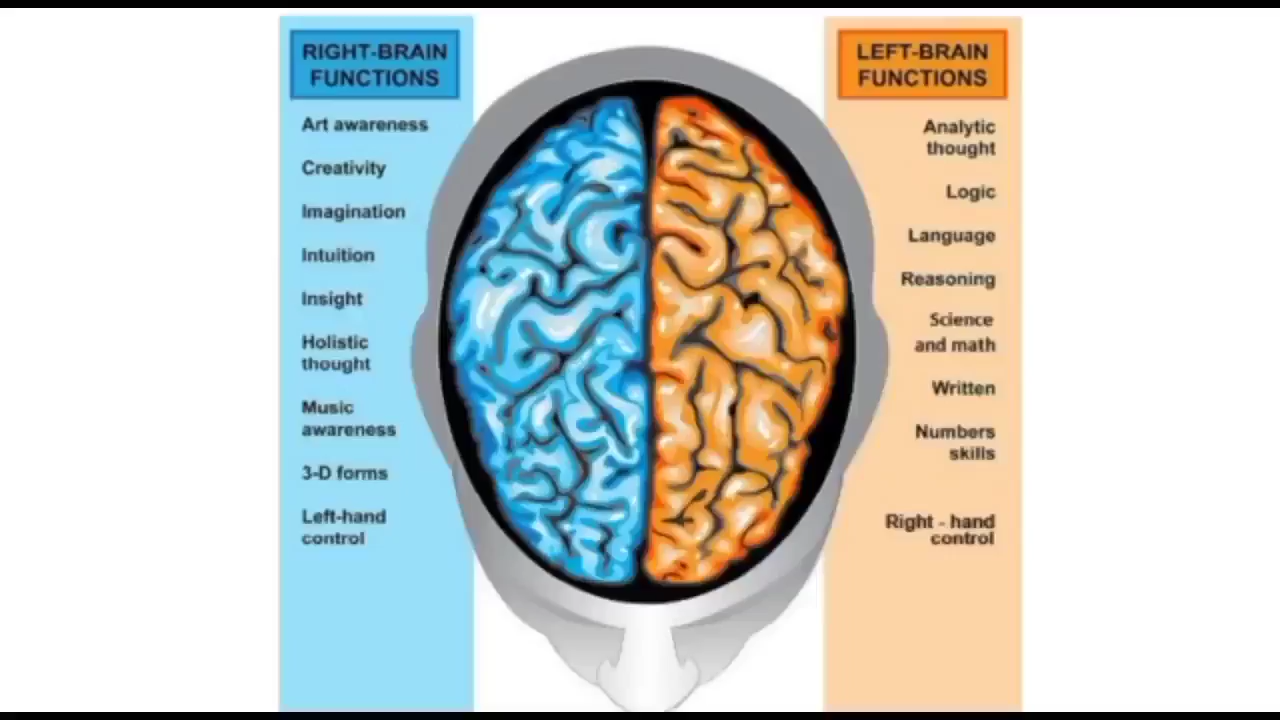 RIGHT-BRAIN
FUNCTIONS
Art awareness
Creativity
Imagination
Intuition
Insight
Holistic
thought
Music
awareness
3-D forms
Left-hand
control
LEFT-BRAIN
FUNCTIONS
Analytic
thought
Logic
Language
Reasoning
Science
and math
Written
Numbers
skills
Right - hand
control